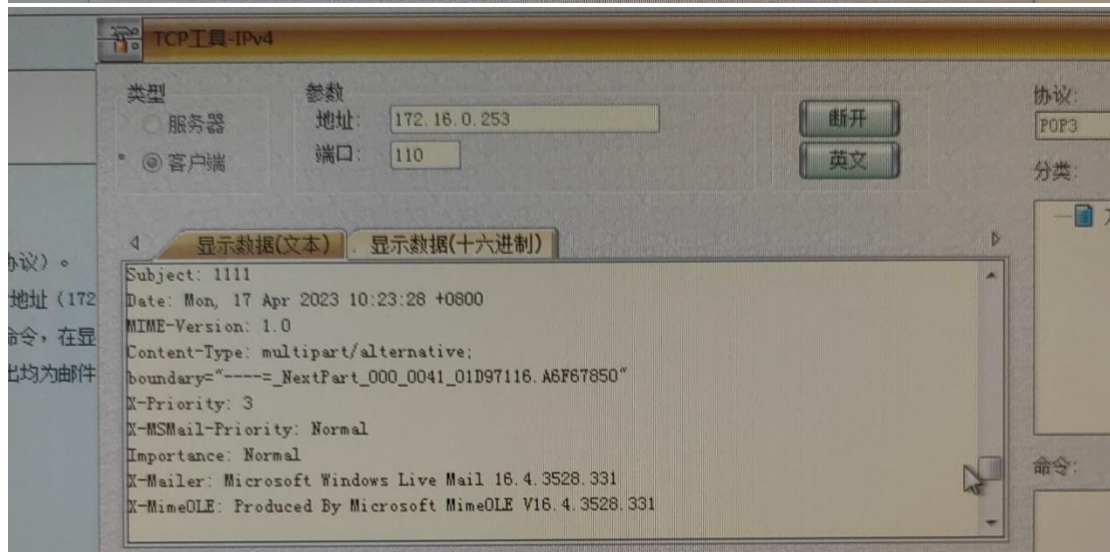 TCP工具-IPv4
类型
服务器
客户端
参数
地址: 172.16.0.253
端口: 110
断开
英文
协议:
POP3
分类:
命令:
显示数据(文本)
显示数据(十六进制)
Subject: 1111
Date: Mon, 17 Apr 2023 10:23:28 +0800
MIME-Version: 1.0
Content-Type: multipart/alternative;
boundary="----=_NextPart_000_0041_01D97116.A6F67850"
X-Priority: 3
X-MSMail-Priority: Normal
Importance: Normal
X-Mailer: Microsoft Windows Live Mail 16.4.3528.331
X-MimeOLE: Produced By Microsoft MimeOLE V16.4.3528.331
协议）。
地址（172
命令，在显
出均为邮件